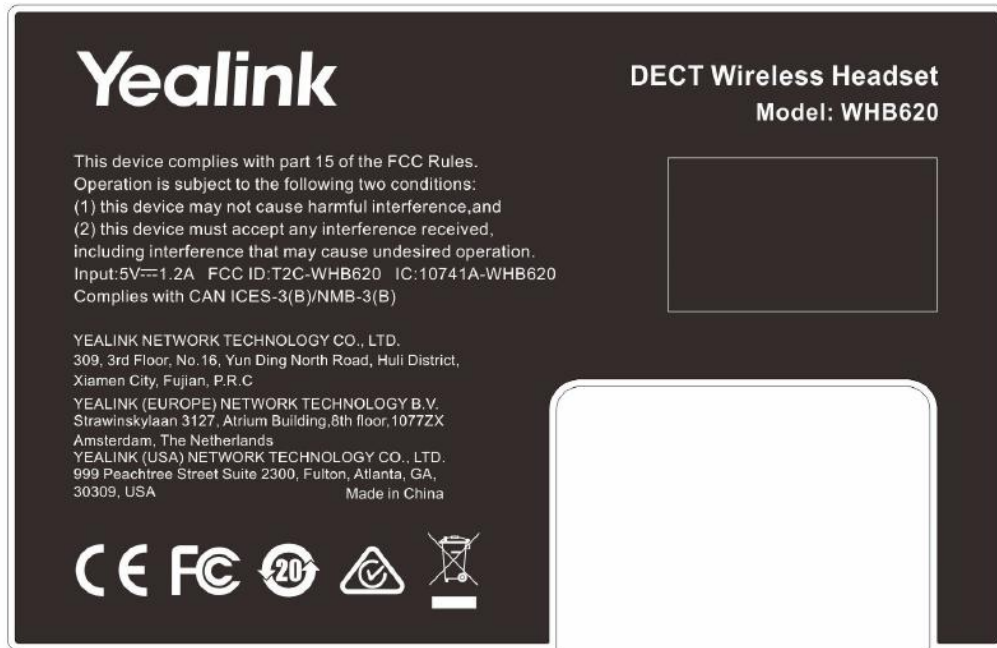 Yealink
DECT Wireless Headset
Model: WHB620
This device complies with part 15 of the FCC Rules.
Operation is subject to the following two conditions:
(1) this device may not cause harmful interference,and
(2) this device must accept any interference received,
including interference that may cause undesired operation.
Input:5V⎓1.2A FCC ID:T2C-WHB620 IC:10741A-WHB620
Complies with CAN ICES-3(B)/NMB-3(B)
YEALINK NETWORK TECHNOLOGY CO., LTD.
309, 3rd Floor, No.16, Yun Ding North Road, Huli District,
Xiamen City, Fujian, P.R.C
YEALINK (EUROPE) NETWORK TECHNOLOGY B.V.
Strawinskylaan 3127, Atrium Building,8th floor,1077ZX
Amsterdam, The Netherlands
YEALINK (USA) NETWORK TECHNOLOGY CO., LTD.
999 Peachtree Street Suite 2300, Fulton, Atlanta, GA,
30309, USA Made in China
CE FC 20